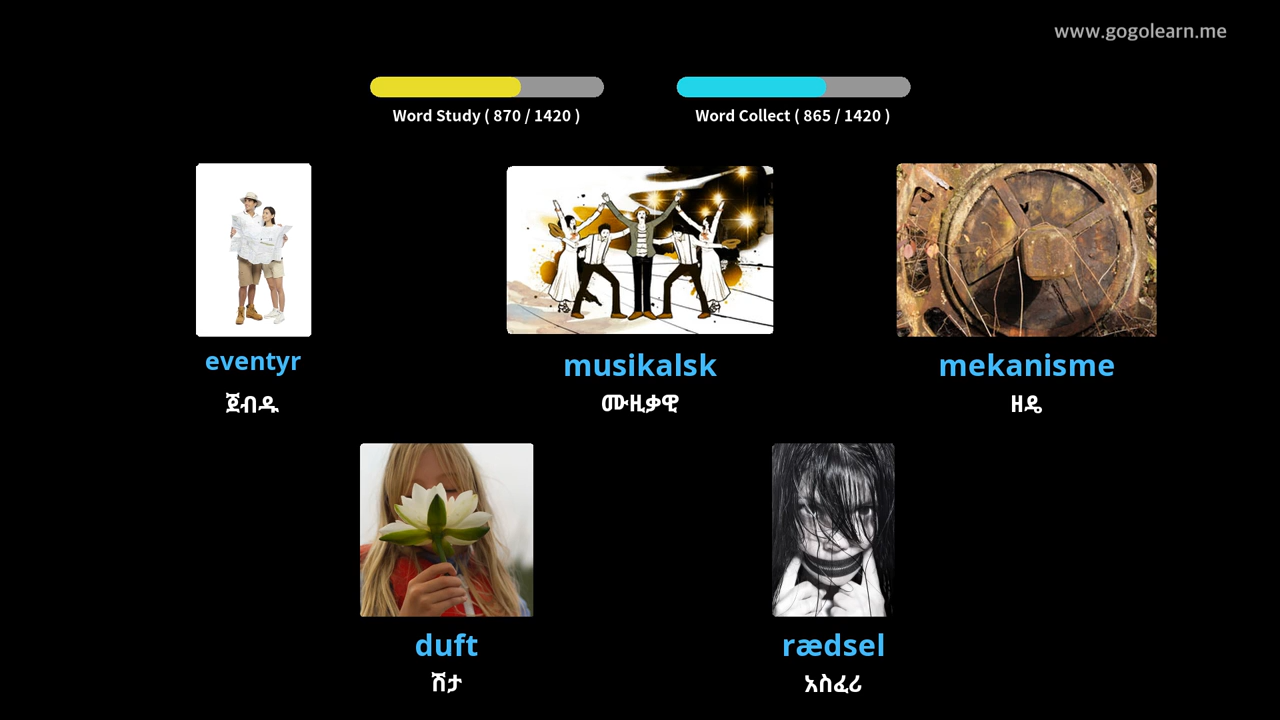 www.gogolearn.me
Word Study ( 870 / 1420 )
Word Collect ( 865 / 1420 )
eventyr
ጀብዱ
musikalsk
ሙዚቃዊ
mekanisme
ዘዴ
duft
ሽታ
rædsel
አስፈሪ